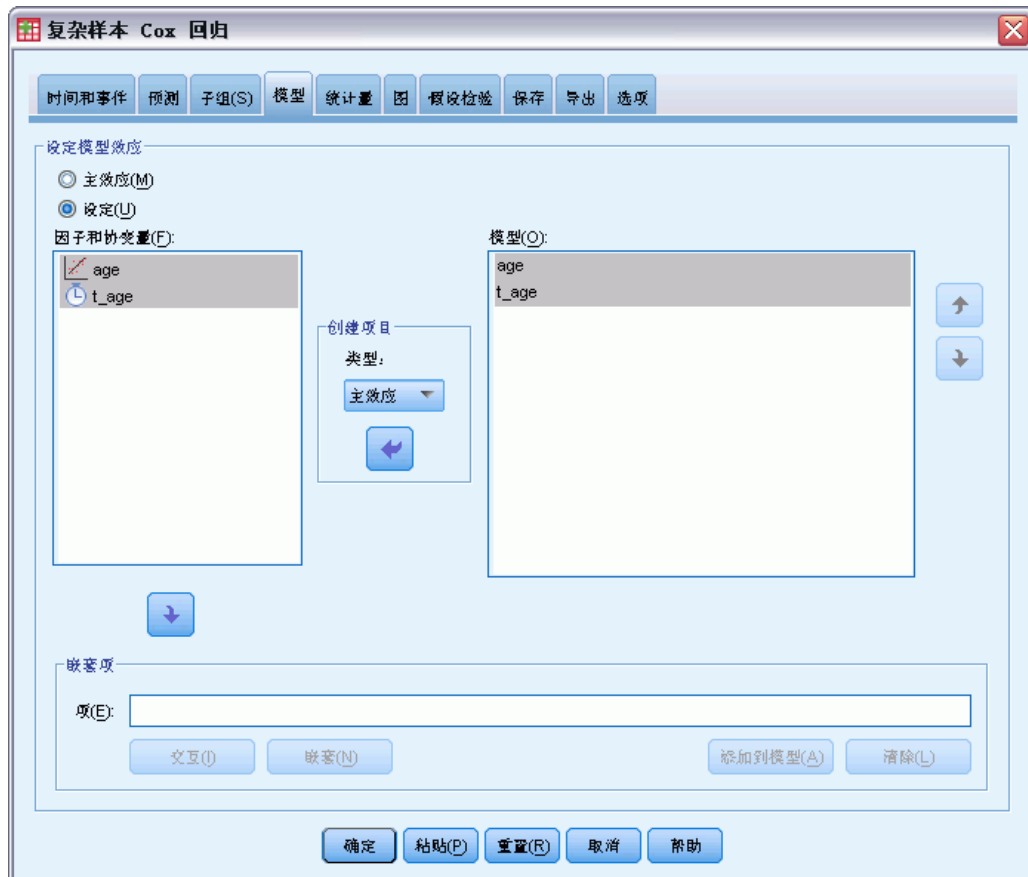 复杂样本 Cox 回归
时间和事件 预测 子组(S) 模型 统计量 图 假设检验 保存 导出 选项
设定模型效应
主效应(M)
设定(U)
因子和协变量(F):
age
t_age
创建项目
类型:
主效应
模型(O):
age
t_age
嵌套项
项(E):
交互(I) 嵌套(N) 添加到模型(A) 清除(L)
确定 粘贴(P) 重置(R) 取消 帮助